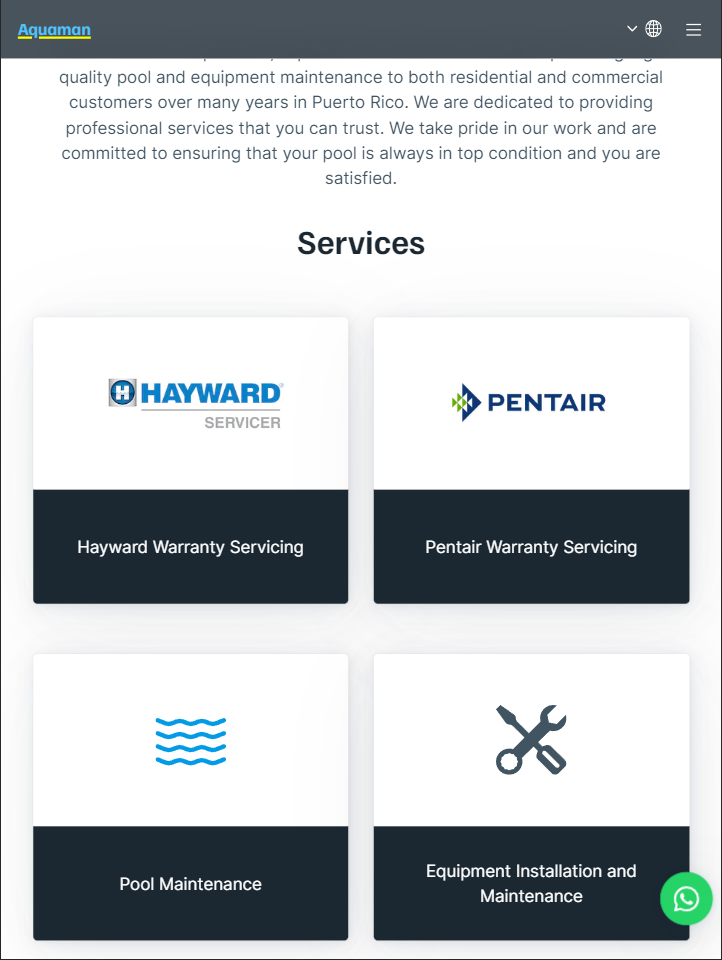 Aquaman
quality pool and equipment maintenance to both residential and commercial
customers over many years in Puerto Rico. We are dedicated to providing
professional services that you can trust. We take pride in our work and are
committed to ensuring that your pool is always in top condition and you are
satisfied.
Services
H HAYWARD®
SERVICER
PENTAIR
Hayward Warranty Servicing
Pentair Warranty Servicing
Pool Maintenance
Equipment Installation and
Maintenance